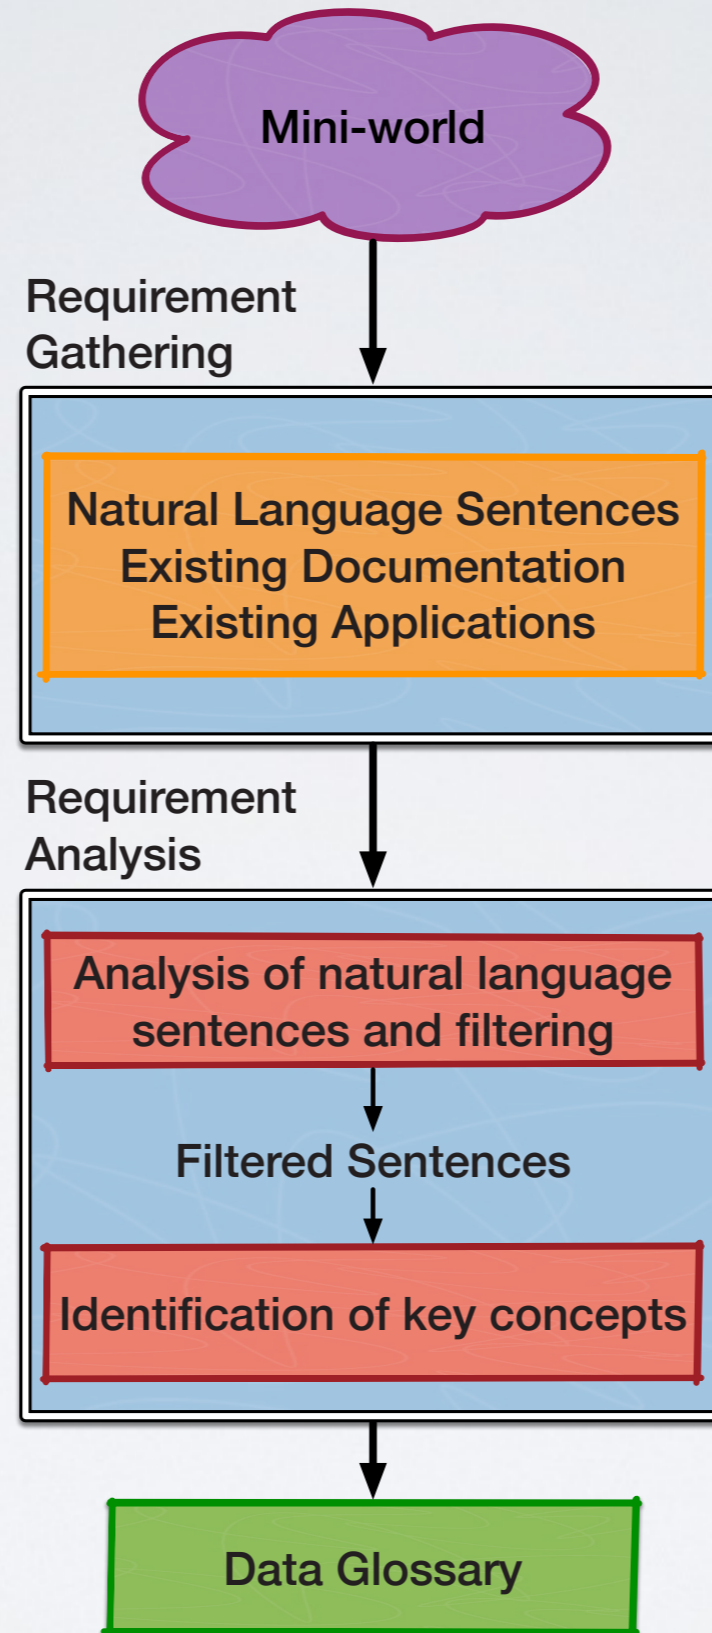 Mini-world
Requirement
Gathering
Natural Language Sentences
Existing Documentation
Existing Applications
Requirement
Analysis
Analysis of natural language
sentences and filtering
Filtered Sentences
Identification of key concepts
Data Glossary